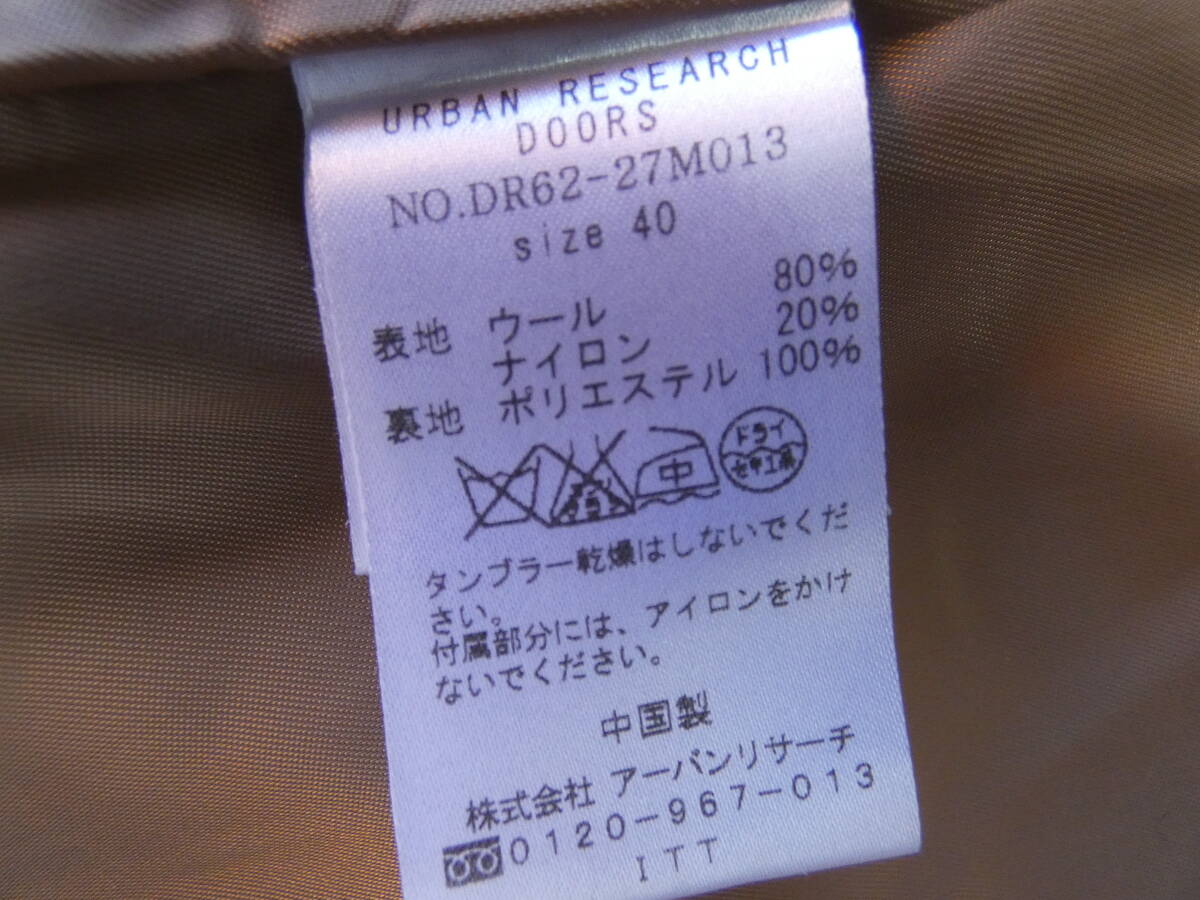 URBAN RESEARCH
DOORS
NO.DR62-27M013
size 40
表地 ウール 80%
ナイロン 20%
裏地 ポリエステル 100%
中
ドライ
セキユ系
タンブラー乾燥はしないでくだ
さい。
付属部分には、アイロンをかけ
ないでください。
中国製
株式会社 アーバンリサーチ
0120-967-013
ITT